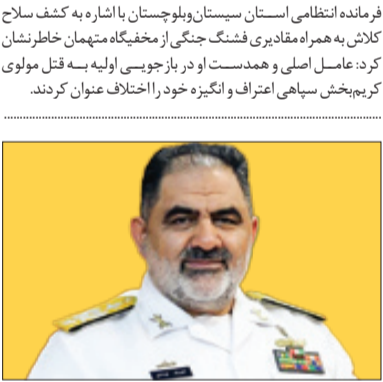 فرمانده انتظامی استان سیستان‌وبلوچستان با اشاره به کشف سلاح
کلاش به همراه مقادیری فشنگ جنگی از مخفیگاه متهمان خاطرنشان
کرد: عامل اصلی و همدست او در بازجویی اولیه به قتل مولوی
کریم‌بخش سپاهی اعتراف و انگیزه خود را اختلاف عنوان کردند.